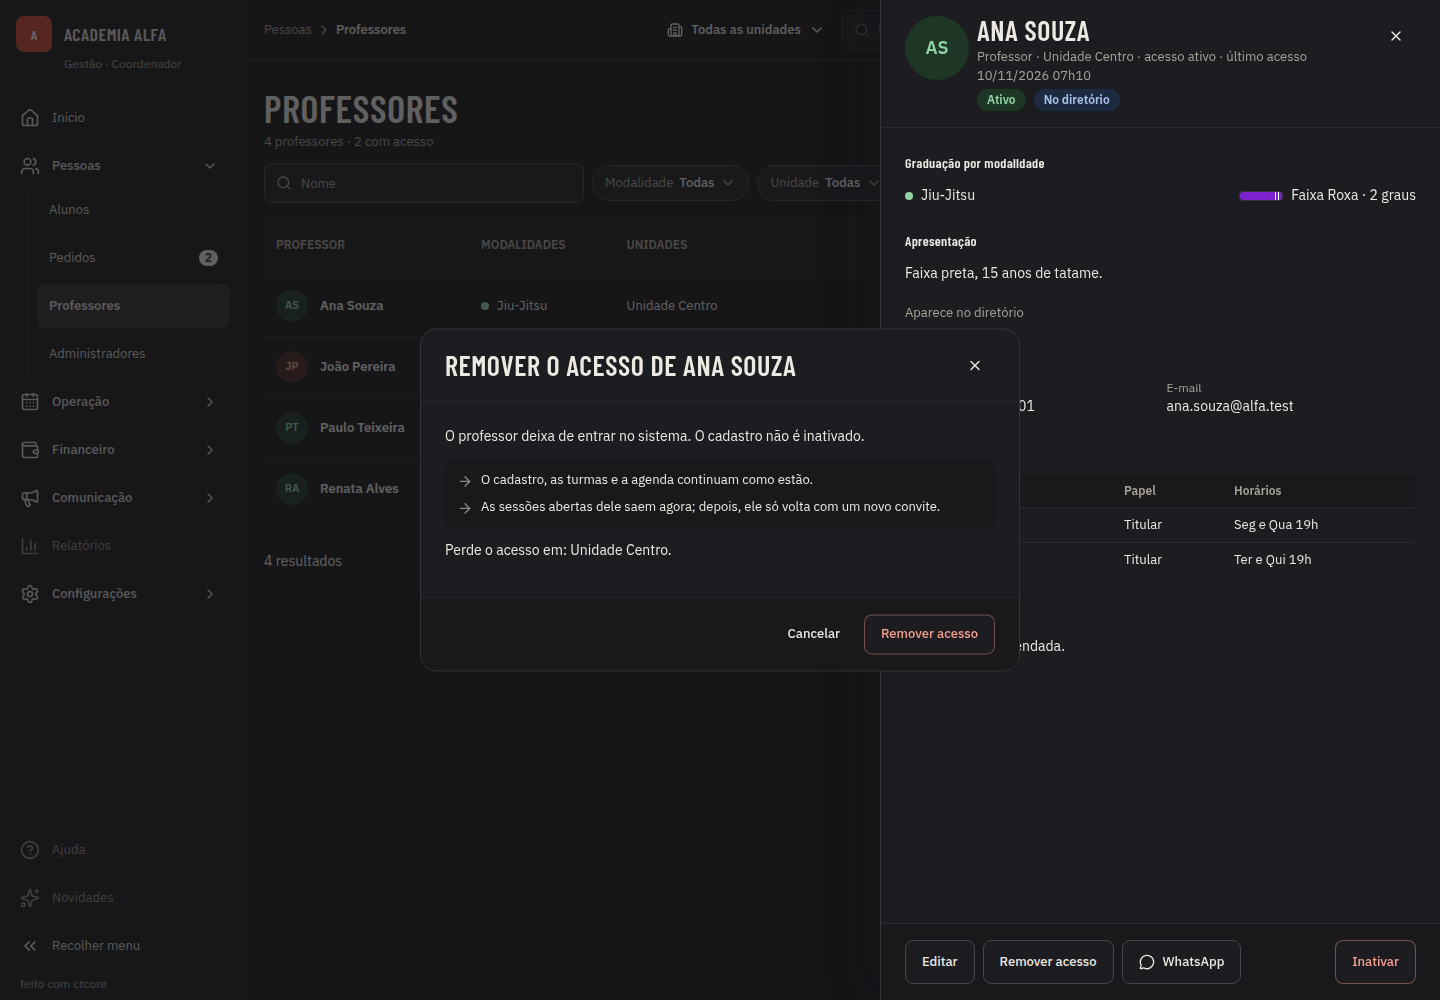 A
ACADEMIA ALFA
Gestão · Coordenador
Início
Pessoas
Alunos
Pedidos
2
Professores
Administradores
Operação
Financeiro
Comunicação
Relatórios
Configurações
Ajuda
Novidades
Recolher menu
feito com ctcore
Pessoas > Professores
Todas as unidades
PROFESSORES
4 professores · 2 com acesso
Nome
Modalidade Todas
Unidade Todas
PROFESSOR MODALIDADES UNIDADES
AS Ana Souza Jiu-Jitsu Unidade Centro
JP João Pereira
PT Paulo Teixeira
RA Renata Alves
4 resultados
AS
ANA SOUZA
Professor · Unidade Centro · acesso ativo · último acesso
10/11/2026 07h10
Ativo No diretório
Graduação por modalidade
Jiu-Jitsu Faixa Roxa · 2 graus
Apresentação
Faixa preta, 15 anos de tatame.
Aparece no diretório
E-mail
01 ana.souza@alfa.test
Papel Horários
Titular Seg e Qua 19h
Titular Ter e Qui 19h
endada.
Editar Remover acesso WhatsApp Inativar
REMOVER O ACESSO DE ANA SOUZA
O professor deixa de entrar no sistema. O cadastro não é inativado.
O cadastro, as turmas e a agenda continuam como estão.
As sessões abertas dele saem agora; depois, ele só volta com um novo convite.
Perde o acesso em: Unidade Centro.
Cancelar Remover acesso